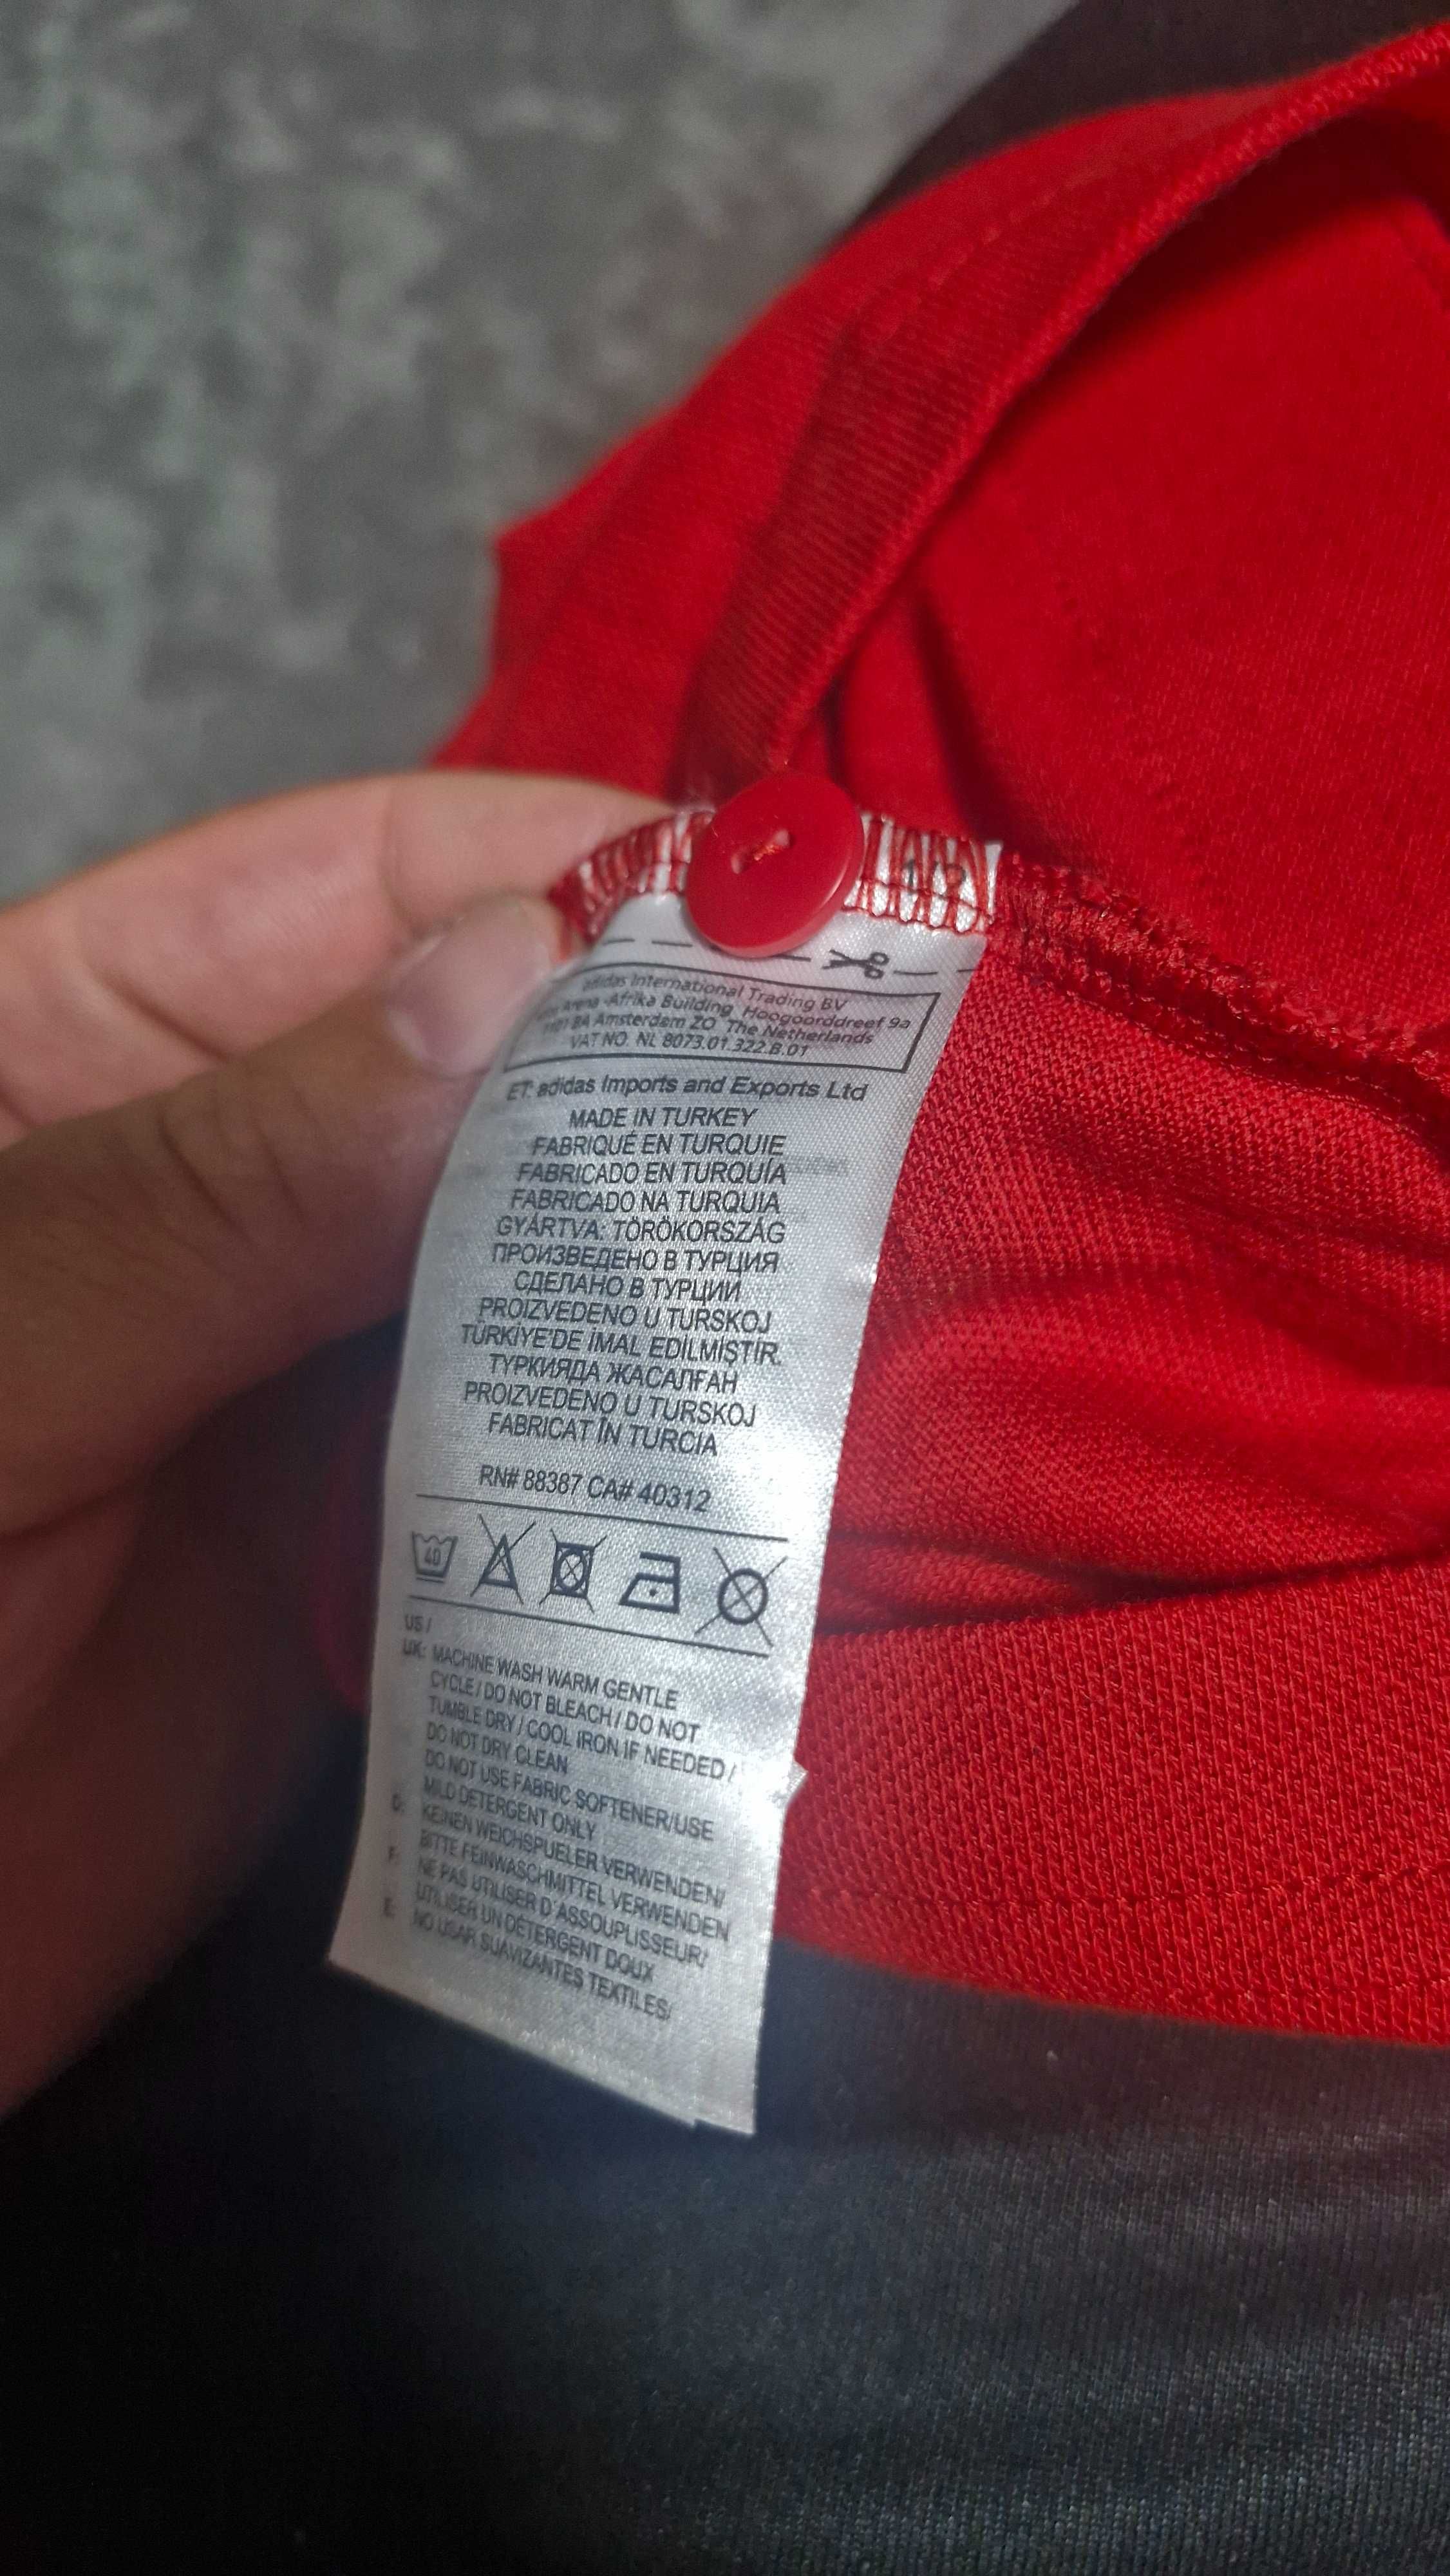 adidas International Trading BV
Arena -Afrika Building, Hoogoorddreef 9a
BA Amsterdam ZO, The Netherlands
VAT NO. NL 8073.01.322.B.01
ET: adidas Imports and Exports Ltd
MADE IN TURKEY
FABRIQUÉ EN TURQUIE
FABRICADO EN TURQUÍA
FABRICADO NA TURQUIA
GYÁRTVA: TÖRÖKORSZÁG
ПРОИЗВЕДЕНО В ТУРЦИЯ
СДЕЛАНО В ТУРЦИИ
PROIZVEDENO U TURSKOJ
TÜRKİYE'DE İMAL EDİLMİŞTİR.
ТУРКИЯДА ЖАСАЛҒАН
PROIZVEDENO U TURSKOJ
FABRICAT ÎN TURCIA
RN# 88387 CA# 40312
40
US /
UK: MACHINE WASH WARM GENTLE
CYCLE / DO NOT BLEACH / DO NOT
TUMBLE DRY / COOL IRON IF NEEDED /
DO NOT DRY CLEAN
DO NOT USE FABRIC SOFTENER/USE
MILD DETERGENT ONLY
D: KEINEN WEICHSPUELER VERWENDEN/
BITTE FEINWASCHMITTEL VERWENDEN
F: NE PAS UTILISER D'ASSOUPLISSEUR/
UTILISER UN DETERGENT DOUX
E: NO USAR SUAVIZANTES TEXTILES/